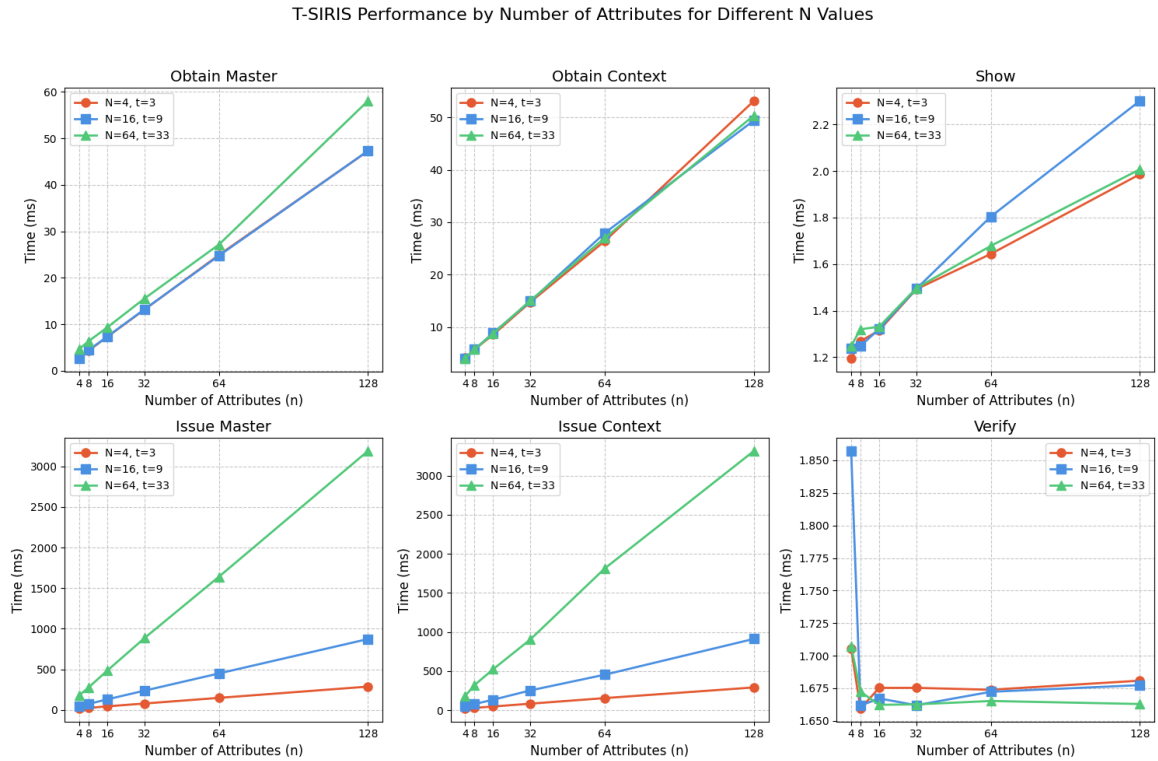 T-SIRIS Performance by Number of Attributes for Different N Values
Obtain Master
Time (ms)
60
50
40
30
20
10
0
N=4, t=3
N=16, t=9
N=64, t=33
4 8 16 32 64 128
Number of Attributes (n)
Obtain Context
Time (ms)
50
40
30
20
10
N=4, t=3
N=16, t=9
N=64, t=33
4 8 16 32 64 128
Number of Attributes (n)
Show
Time (ms)
2.2
2.0
1.8
1.6
1.4
1.2
N=4, t=3
N=16, t=9
N=64, t=33
4 8 16 32 64 128
Number of Attributes (n)
Issue Master
Time (ms)
3000
2500
2000
1500
1000
500
0
N=4, t=3
N=16, t=9
N=64, t=33
4 8 16 32 64 128
Number of Attributes (n)
Issue Context
Time (ms)
3000
2500
2000
1500
1000
500
0
N=4, t=3
N=16, t=9
N=64, t=33
4 8 16 32 64 128
Number of Attributes (n)
Verify
Time (ms)
1.850
1.825
1.800
1.775
1.750
1.725
1.700
1.675
1.650
N=4, t=3
N=16, t=9
N=64, t=33
4 8 16 32 64 128
Number of Attributes (n)